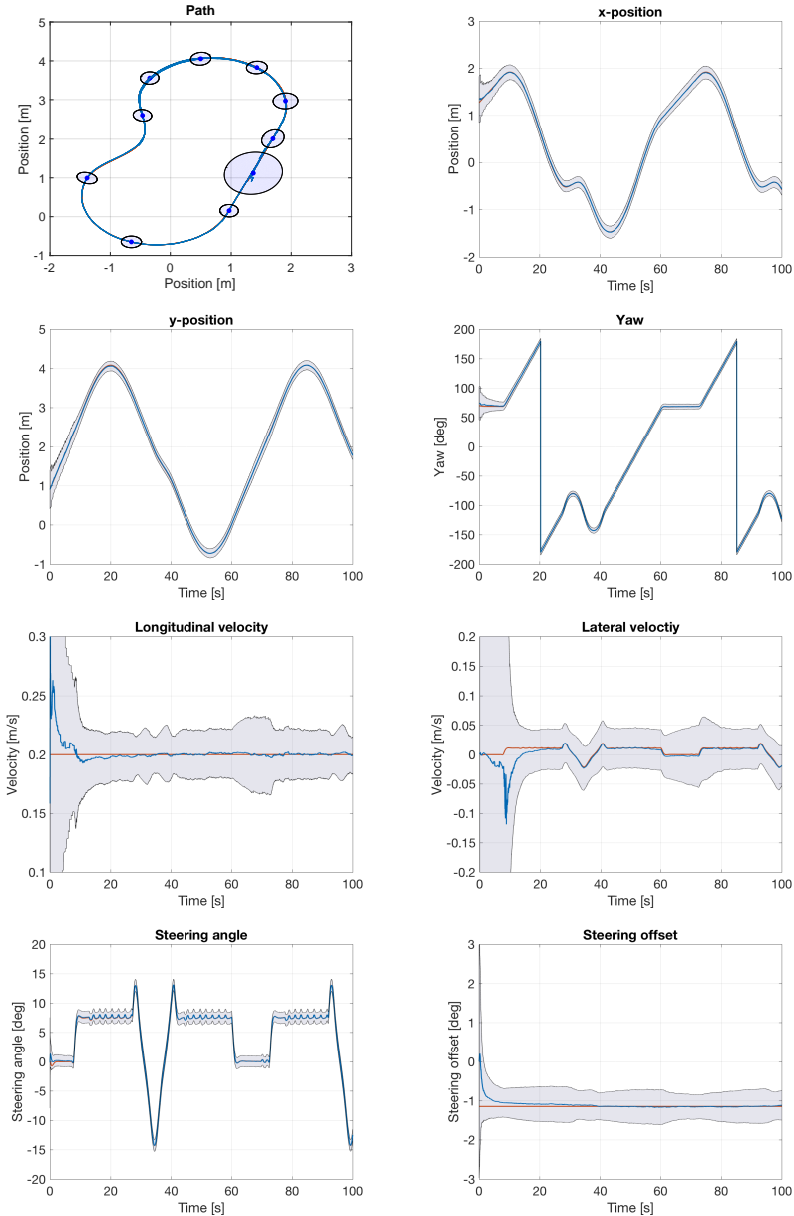 Path
5
4
3
2
1
0
-1
-2 -1 0 1 2 3
Position [m]
Position [m]
x-position
3
2
1
0
-1
-2
0 20 40 60 80 100
Position [m]
Time [s]
y-position
5
4
3
2
1
0
-1
0 20 40 60 80 100
Position [m]
Time [s]
Yaw
200
150
100
50
0
-50
-100
-150
-200
0 20 40 60 80 100
Yaw [deg]
Time [s]
Longitudinal velocity
0.3
0.25
0.2
0.15
0.1
0 20 40 60 80 100
Velocity [m/s]
Time [s]
Lateral veloctiy
0.2
0.15
0.1
0.05
0
-0.05
-0.1
-0.15
-0.2
0 20 40 60 80 100
Velocity [m/s]
Time [s]
Steering angle
20
15
10
5
0
-5
-10
-15
-20
0 20 40 60 80 100
Steering angle [deg]
Time [s]
Steering offset
3
2
1
0
-1
-2
-3
0 20 40 60 80 100
Steering offset [deg]
Time [s]